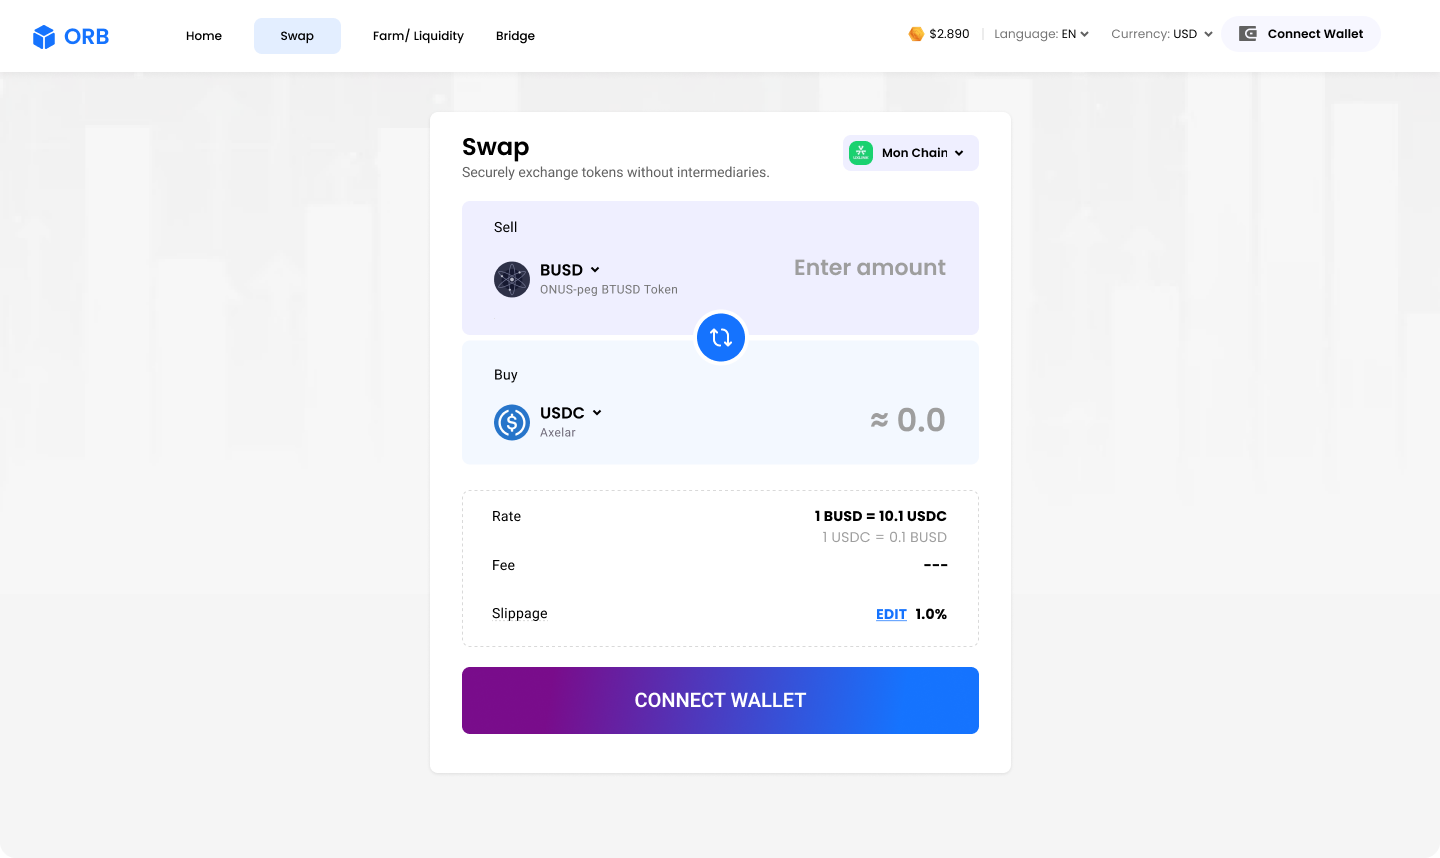 ORB
Home
Swap
Farm/ Liquidity
Bridge
$2.890
Language: EN
Currency: USD
Connect Wallet
Swap
Securely exchange tokens without intermediaries.
Mon Chain
Sell
BUSD
ONUS-peg BTUSD Token
Enter amount
Buy
USDC
Axelar
≈ 0.0
Rate
1 BUSD = 10.1 USDC
1 USDC = 0.1 BUSD
Fee
---
Slippage
EDIT 1.0%
CONNECT WALLET